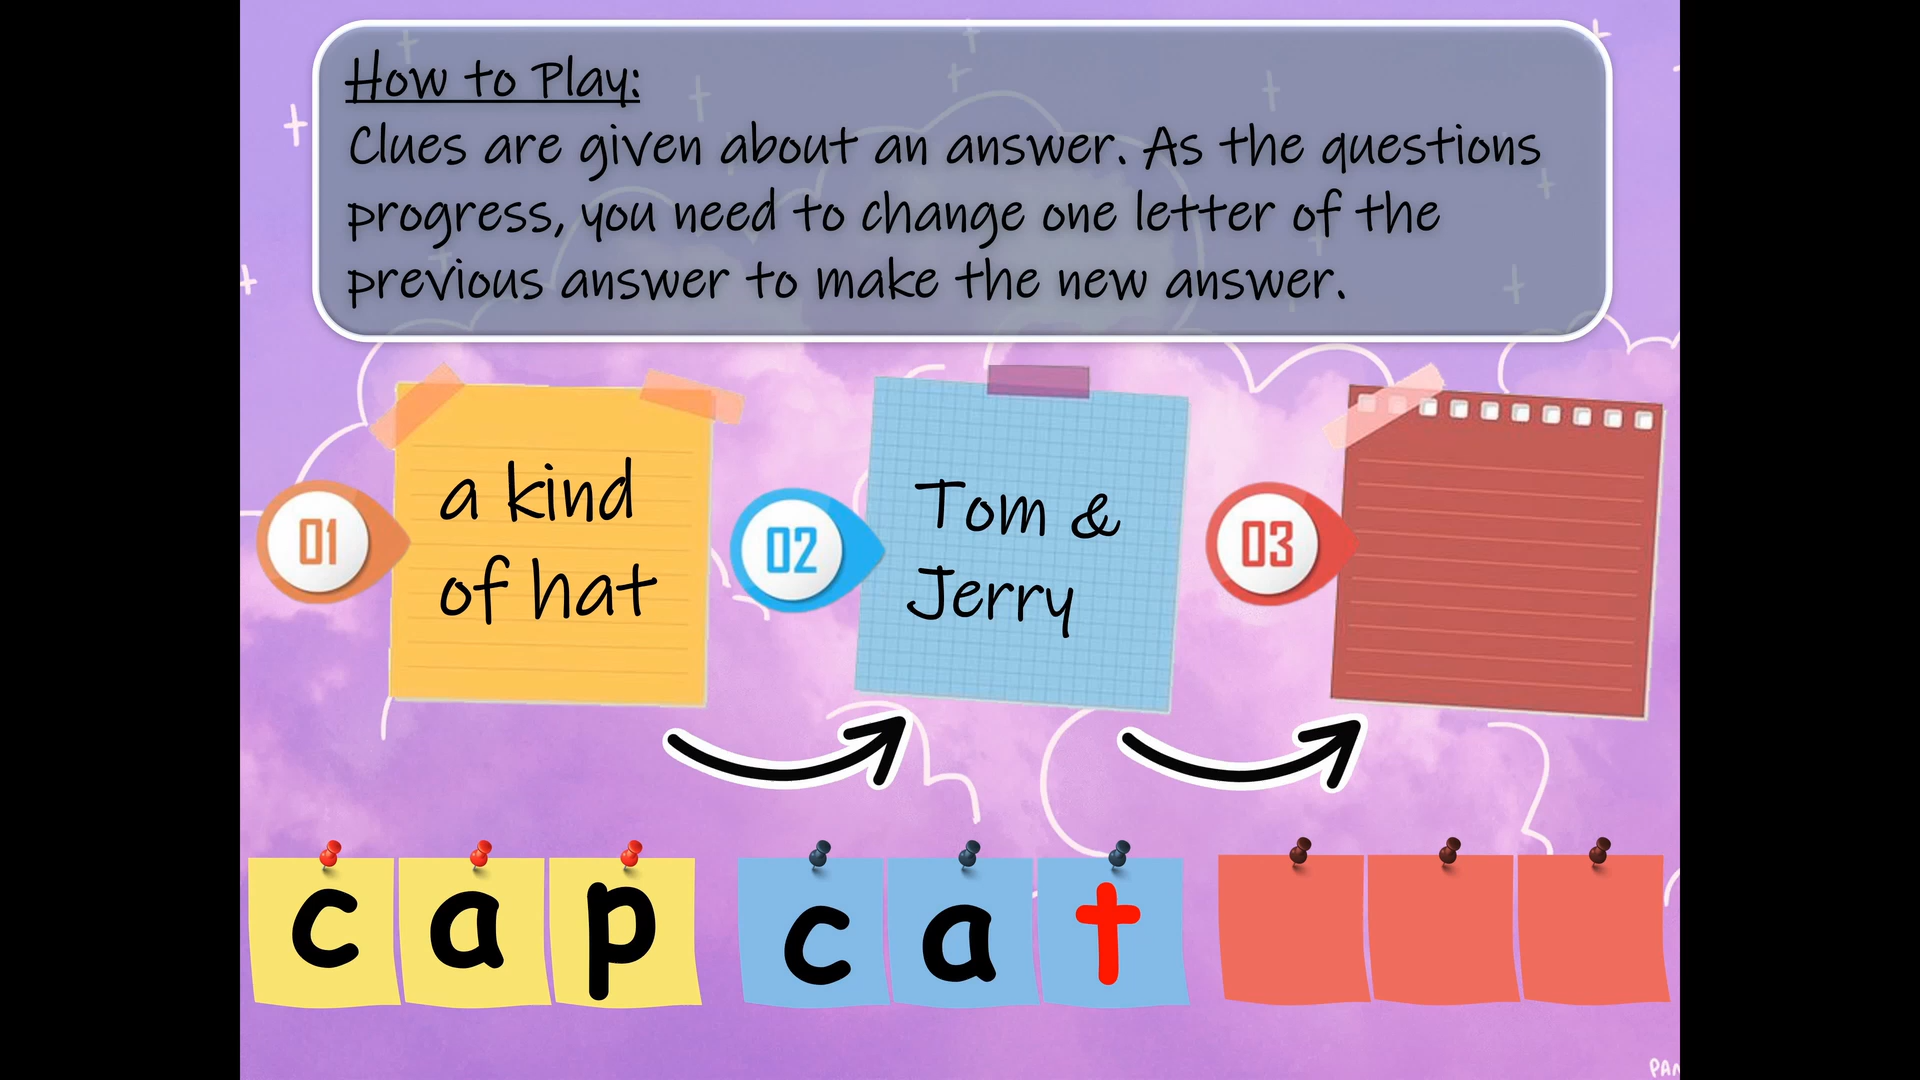 How to Play:
Clues are given about an answer. As the questions
progress, you need to change one letter of the
previous answer to make the new answer.
01
a kind
of hat
02
Tom &
Jerry
03
c a p
c a t
PAN